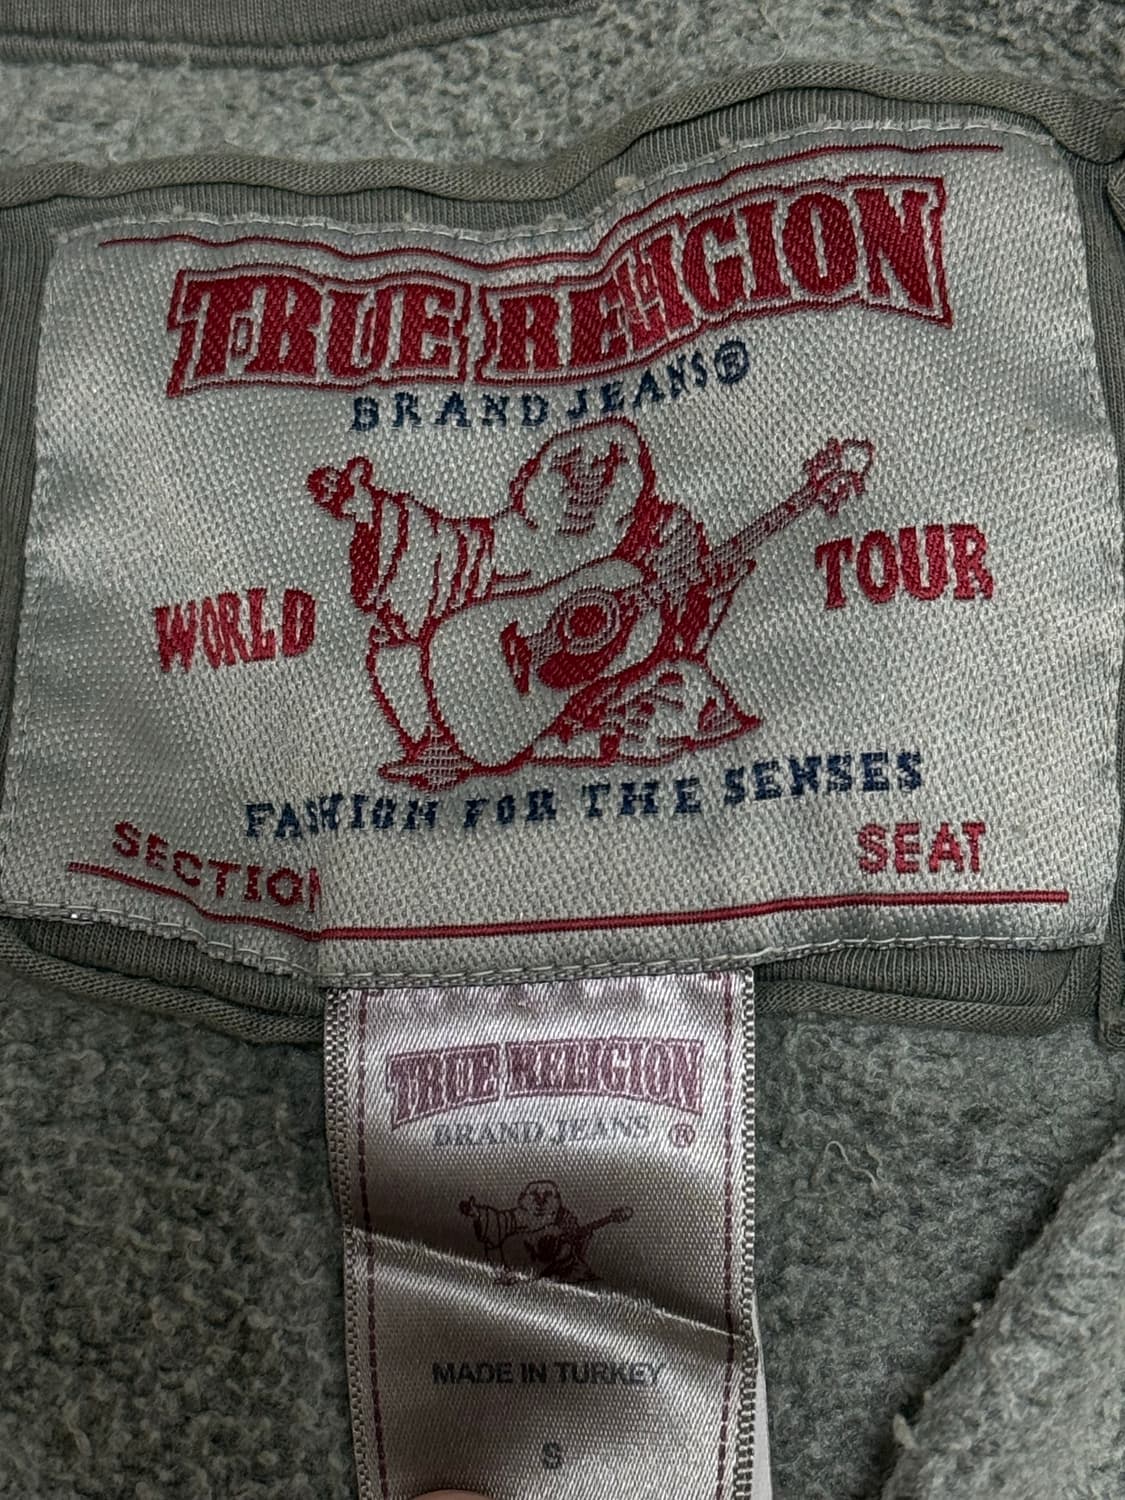 TRUE RELIGION
BRAND JEANS®
WORLD TOUR
FASHION FOR THE SENSES
SECTION SEAT
TRUE RELIGION
BRAND JEANS ®
MADE IN TURKEY
S